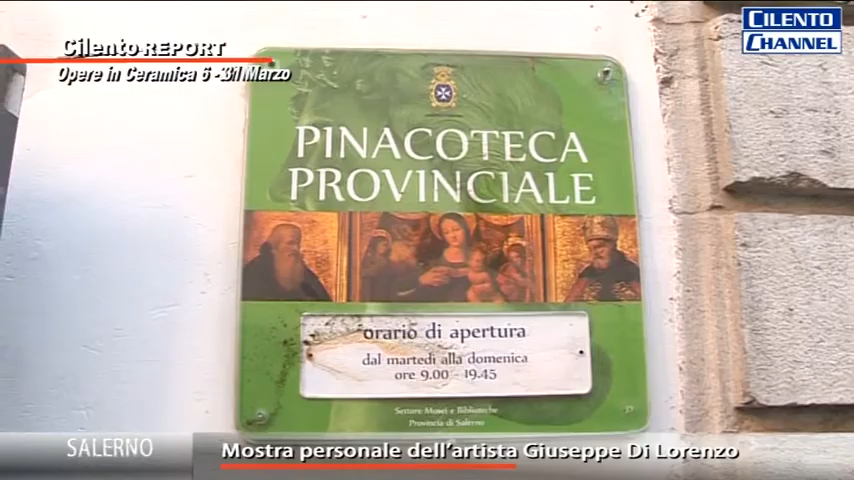 Cilento REPORT
Opere in Ceramica 6 - 31 Marzo
CILENTO
CHANNEL
PINACOTECA
PROVINCIALE
orario di apertura
dal martedì alla domenica
ore 9.00 - 19.45
Settore Musei e Biblioteche
Provincia di Salerno
SALERNO
Mostra personale dell'artista Giuseppe Di Lorenzo